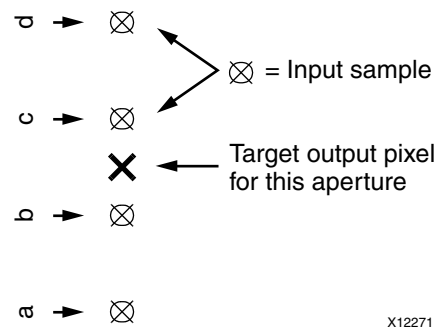 d
= Input sample
c
Target output pixel
for this aperture
b
a
X12271